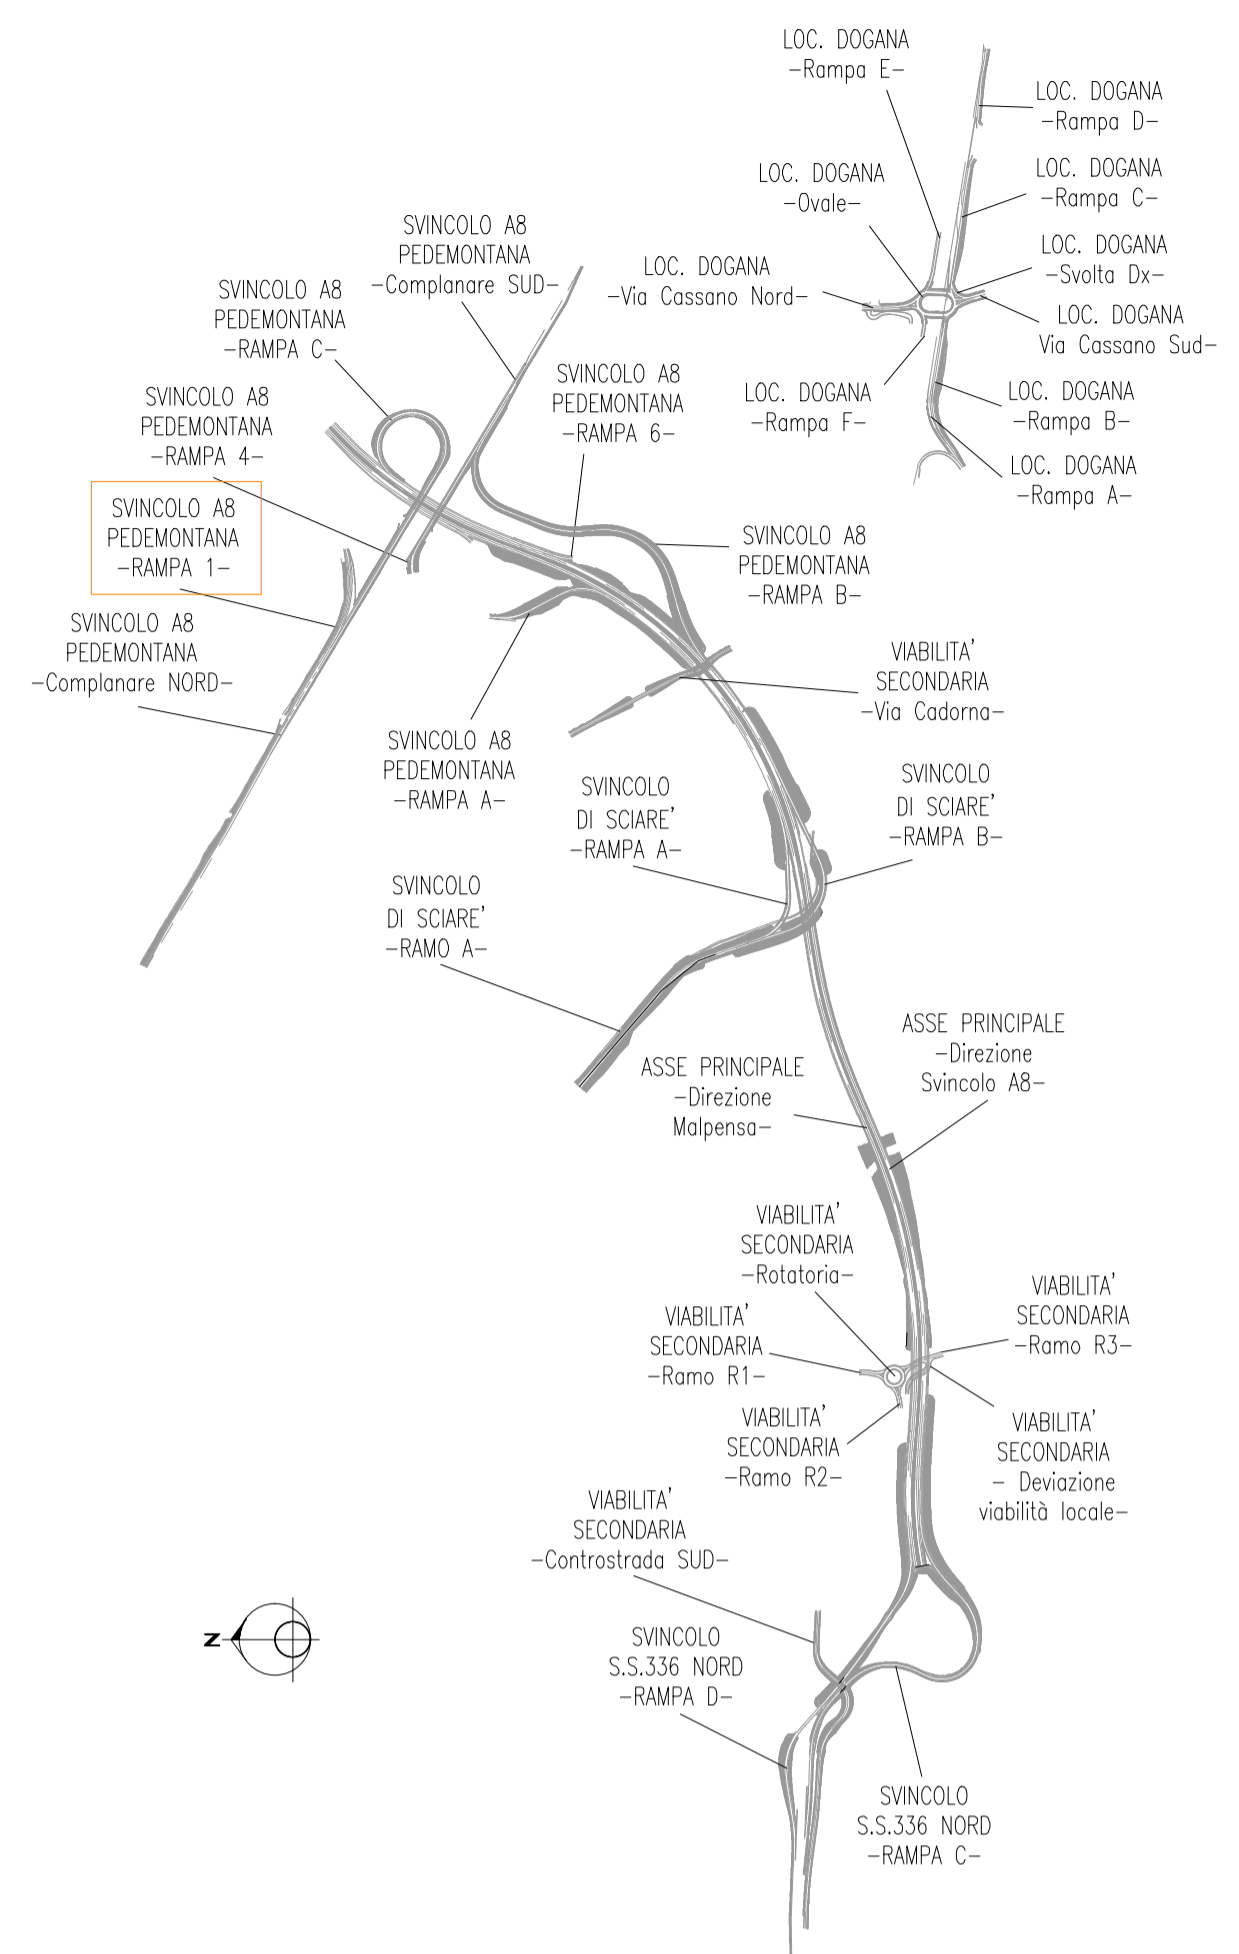 LOC. DOGANA
-Rampa E-
LOC. DOGANA
-Rampa D-
LOC. DOGANA
-Ovale-
LOC. DOGANA
-Rampa C-
SVINCOLO A8
PEDEMONTANA
-Complanare SUD-
LOC. DOGANA
-Via Cassano Nord-
LOC. DOGANA
-Svolta Dx-
SVINCOLO A8
PEDEMONTANA
-RAMPA C-
LOC. DOGANA
Via Cassano Sud-
SVINCOLO A8
PEDEMONTANA
-RAMPA 4-
SVINCOLO A8
PEDEMONTANA
-RAMPA 6-
LOC. DOGANA
-Rampa F-
LOC. DOGANA
-Rampa B-
LOC. DOGANA
-Rampa A-
SVINCOLO A8
PEDEMONTANA
-RAMPA 1-
SVINCOLO A8
PEDEMONTANA
-RAMPA B-
SVINCOLO A8
PEDEMONTANA
-Complanare NORD-
VIABILITA'
SECONDARIA
-Via Cadorna-
SVINCOLO A8
PEDEMONTANA
-RAMPA A-
SVINCOLO
DI SCIARE'
-RAMPA A-
SVINCOLO
DI SCIARE'
-RAMPA B-
SVINCOLO
DI SCIARE'
-RAMO A-
ASSE PRINCIPALE
-Direzione
Svincolo A8-
ASSE PRINCIPALE
-Direzione
Malpensa-
VIABILITA'
SECONDARIA
-Rotatoria-
VIABILITA'
SECONDARIA
-Ramo R3-
VIABILITA'
SECONDARIA
-Ramo R1-
VIABILITA'
SECONDARIA
-Ramo R2-
VIABILITA'
SECONDARIA
- Deviazione
viabilità locale-
VIABILITA'
SECONDARIA
-Controstrada SUD-
N
SVINCOLO
S.S.336 NORD
-RAMPA D-
SVINCOLO
S.S.336 NORD
-RAMPA C-